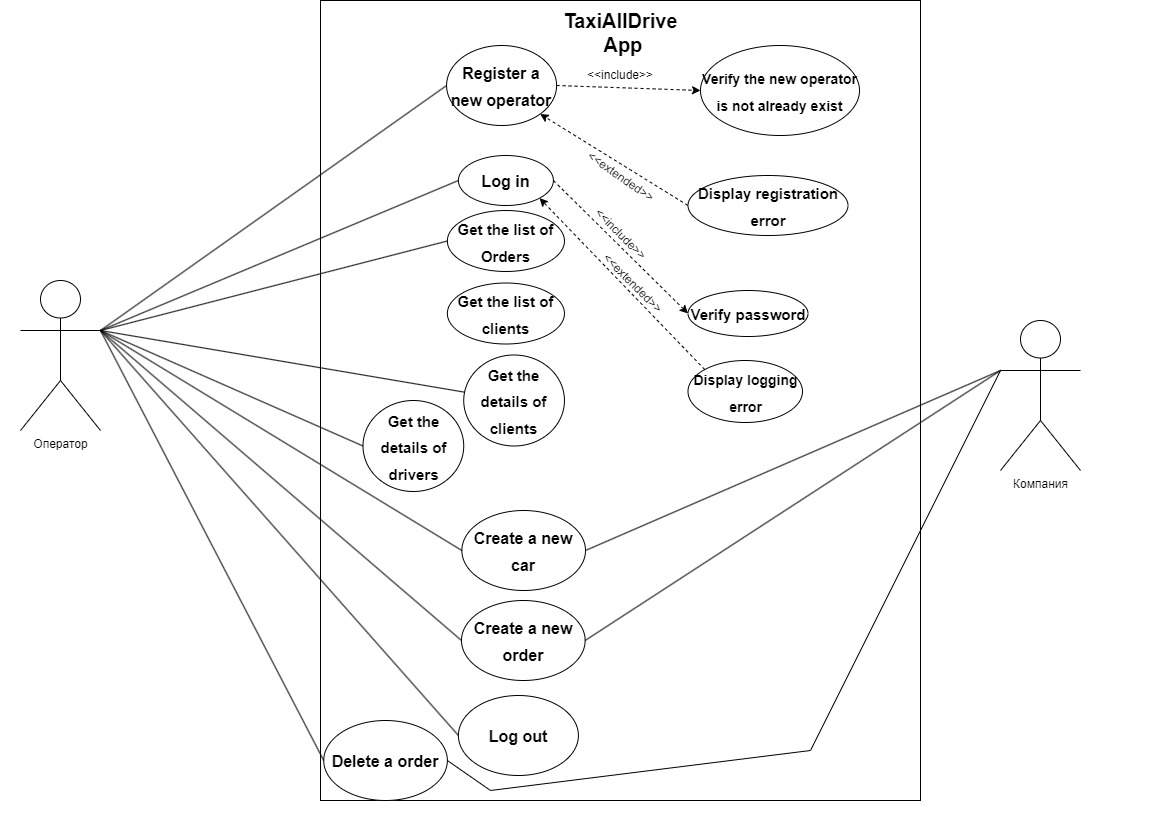 TaxiAllDrive
App
Register a
new operator
<<include>>
Verify the new operator
is not already exist
<<extended>>
Display registration
error
Log in
<<include>>
<<extended>>
Get the list of
Orders
Get the list of
clients
Verify password
Display logging
error
Get the
details of
clients
Get the
details of
drivers
Оператор
Компания
Create a new
car
Create a new
order
Log out
Delete a order